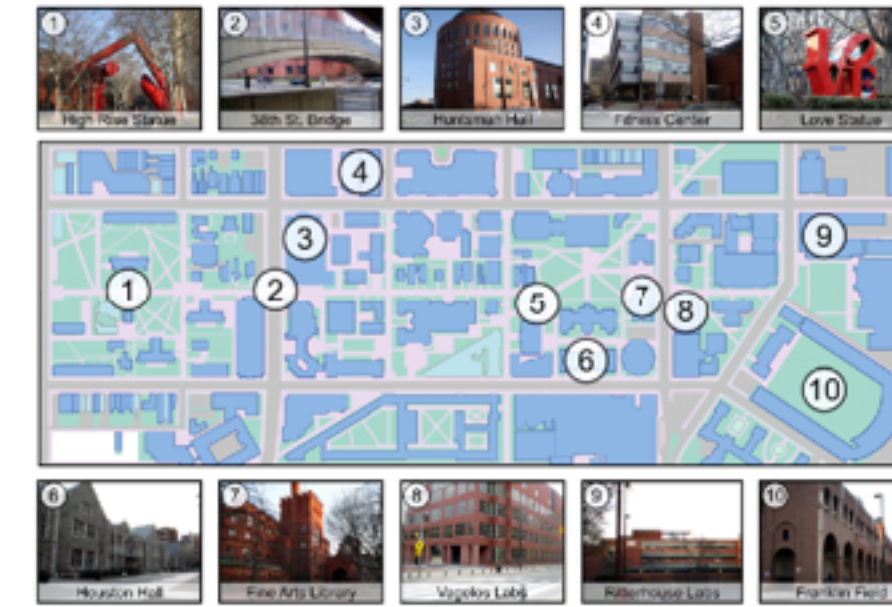 1
High Rise Statue
2
38th St. Bridge
3
Huntsman Hall
4
Fitness Center
5
Love Statue
4
3
9
1
2
5
7
8
6
10
6
Houston Hall
7
Fine Arts Library
8
Vagelos Labs
9
Ritterhouse Labs
10
Franklin Field